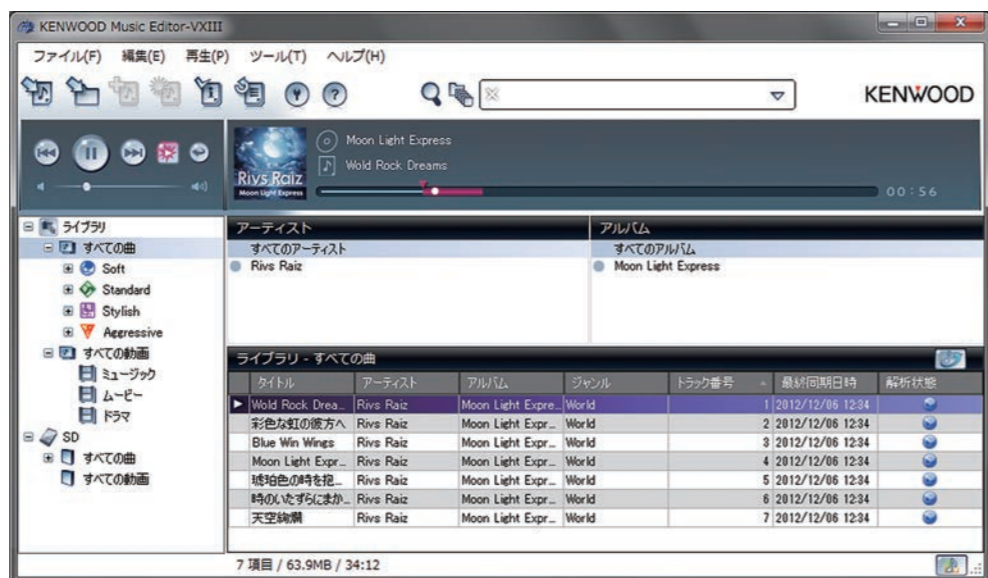 KENWOOD Music Editor-VXIII
ファイル(F) 編集(E) 再生(P) ツール(T) ヘルプ(H)
KENWOOD
Rivs Raiz
Moon Light Express
Moon Light Express
Wold Rock Dreams
00:56
ライブラリ
すべての曲
Soft
Standard
Stylish
Aggressive
すべての動画
ミュージック
ムービー
ドラマ
SD
すべての曲
すべての動画
アーティスト アルバム
すべてのアーティスト すべてのアルバム
Rivs Raiz Moon Light Express
ライブラリ - すべての曲
タイトル アーティスト アルバム ジャンル トラック番号 最終同期日時 解析状態
Wold Rock Drea... Rivs Raiz Moon Light Expre... World 1 2012/12/06 12:34
彩色な虹の彼方へ Rivs Raiz Moon Light Expr... World 2 2012/12/06 12:34
Blue Win Wings Rivs Raiz Moon Light Expr... World 3 2012/12/06 12:34
Moon Light Expr... Rivs Raiz Moon Light Expr... World 4 2012/12/06 12:34
琥珀色の時を抱... Rivs Raiz Moon Light Expr... World 5 2012/12/06 12:34
時のいたずらにまか... Rivs Raiz Moon Light Expr... World 6 2012/12/06 12:34
天空絢爛 Rivs Raiz Moon Light Expr... World 7 2012/12/06 12:34
7 項目 / 63.9MB / 34:12